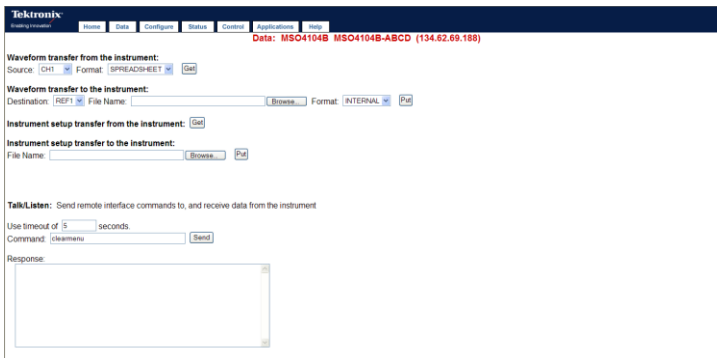 Tektronix
Enabling Innovation
Home Data Configure Status Control Applications Help
Data: MSO4104B MSO4104B-ABCD (134.62.69.188)
Waveform transfer from the instrument:
Source: CH1 Format: SPREADSHEET Get
Waveform transfer to the instrument:
Destination: REF1 File Name: Browse... Format: INTERNAL Put
Instrument setup transfer from the instrument: Get
Instrument setup transfer to the instrument:
File Name: Browse... Put
Talk/Listen: Send remote interface commands to, and receive data from the instrument
Use timeout of 5 seconds.
Command: clearmenu Send
Response: